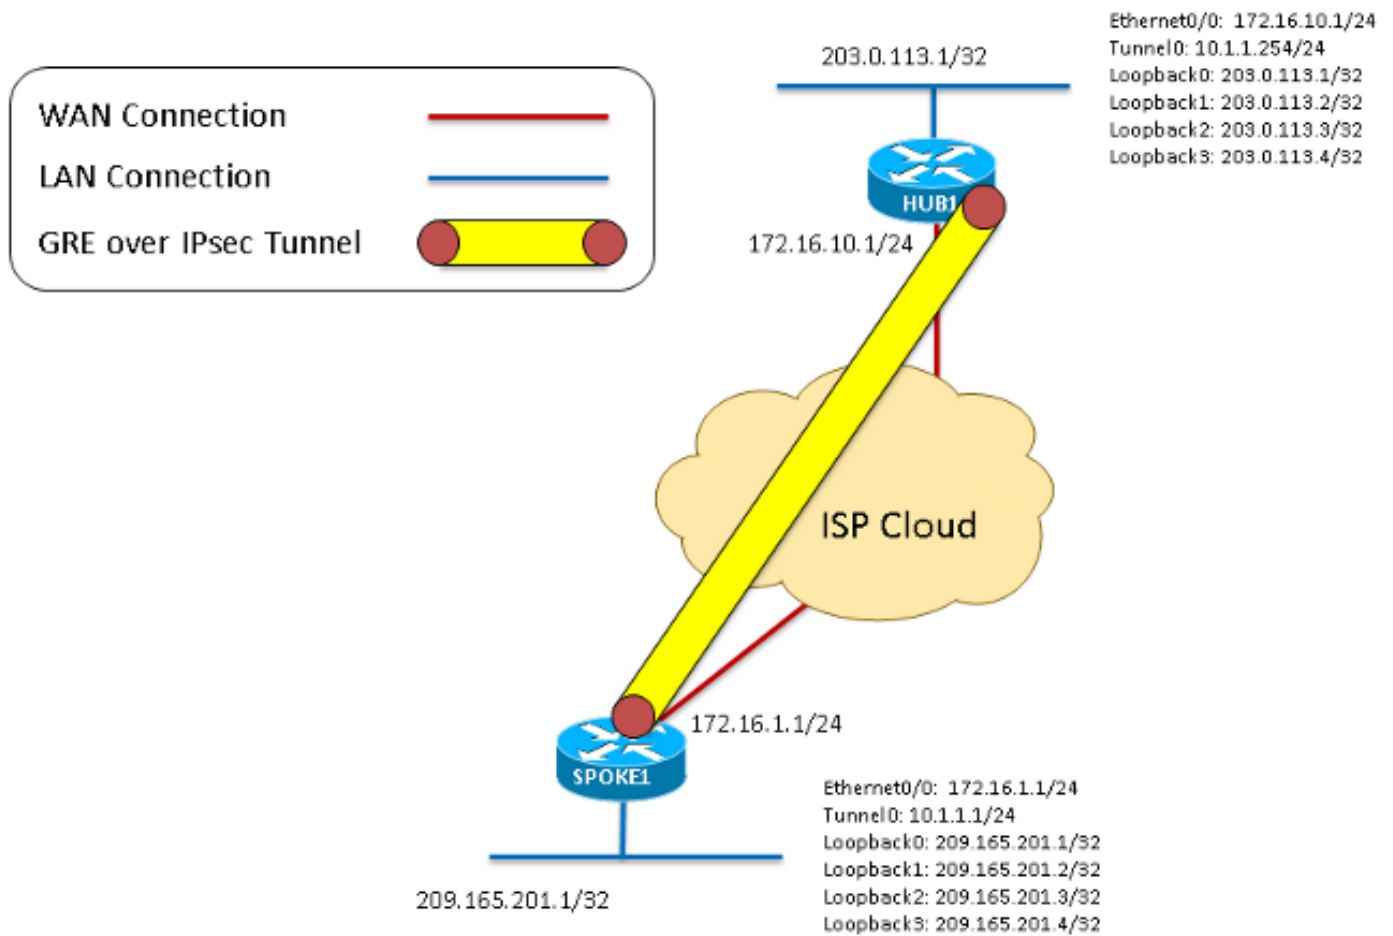 Ethernet0/0: 172.16.10.1/24
Tunnel0: 10.1.1.254/24
Loopback0: 203.0.113.1/32
Loopback1: 203.0.113.2/32
Loopback2: 203.0.113.3/32
Loopback3: 203.0.113.4/32
203.0.113.1/32
WAN Connection
LAN Connection
GRE over IPsec Tunnel
HUB1
172.16.10.1/24
ISP Cloud
172.16.1.1/24
SPOKE1
Ethernet0/0: 172.16.1.1/24
Tunnel0: 10.1.1.1/24
Loopback0: 209.165.201.1/32
Loopback1: 209.165.201.2/32
Loopback2: 209.165.201.3/32
Loopback3: 209.165.201.4/32
209.165.201.1/32